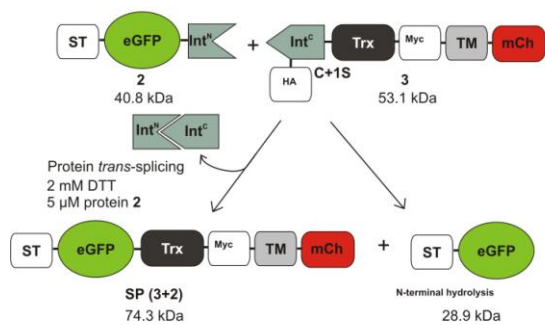 ST eGFP Int^N + Int^C Trx Myc TM mCh
HA C+1S
2 3
40.8 kDa 53.1 kDa
Int^N Int^C
Protein trans-splicing
2 mM DTT
5 µM protein 2
ST eGFP Trx Myc TM mCh + ST eGFP
SP (3+2) N-terminal hydrolysis
74.3 kDa 28.9 kDa